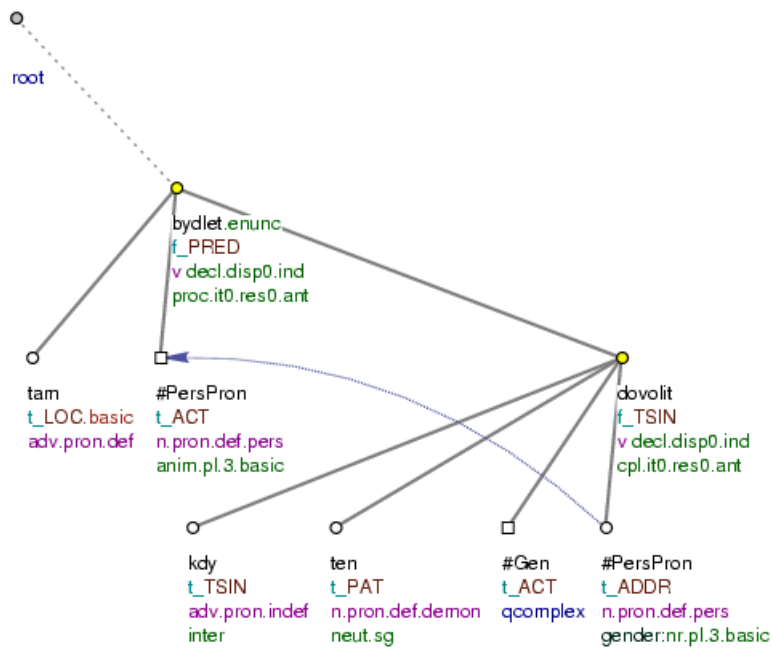 root
bydlet.enunc
f_PRED
v decl.disp0.ind
proc.it0.res0.ant
tam
t_LOC.basic
adv.pron.def
#PersPron
t_ACT
n.pron.def.pers
anim.pl.3.basic
dovolit
f_TSIN
v decl.disp0.ind
cpl.it0.res0.ant
kdy
t_TSIN
adv.pron.indef
inter
ten
t_PAT
n.pron.def.demon
neut.sg
#Gen
t_ACT
qcomplex
#PersPron
t_ADDR
n.pron.def.pers
gender:nr.pl.3.basic